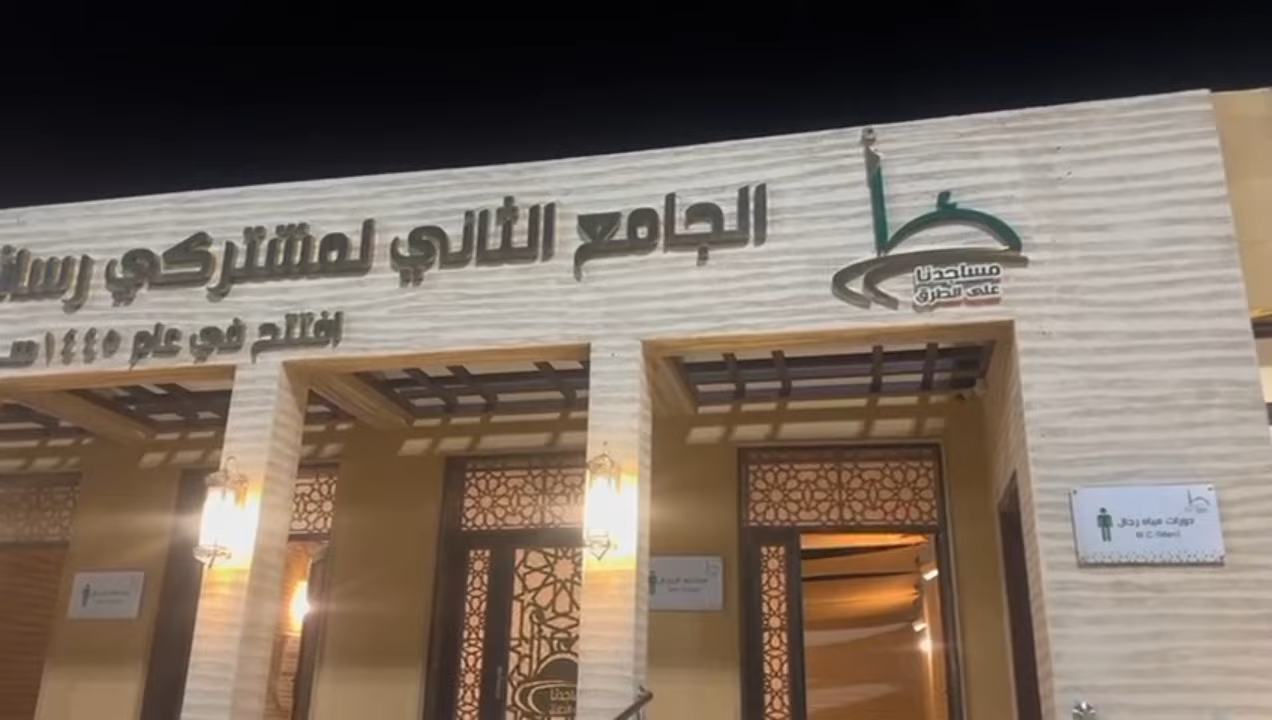 الجامع الثاني لمشتركي
افتتح في عام ١٤٤٥هـ
مساجدنا
على الطرق
دورات مياه رجال
W.C (Men)